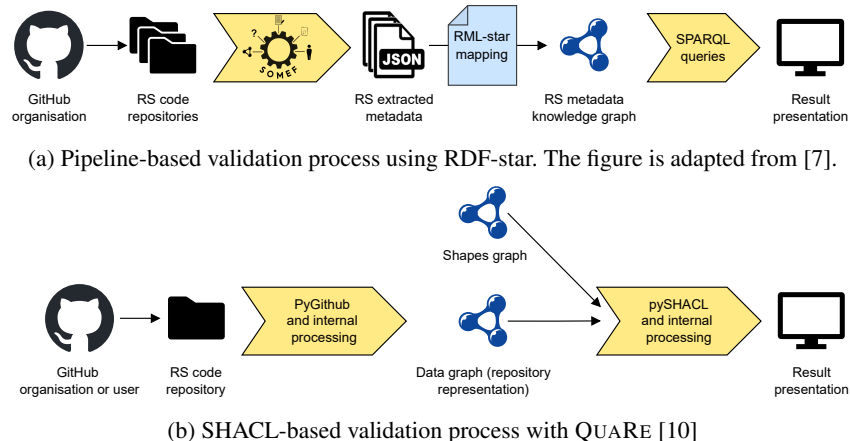 ?
SOMEF
JSON
RML-star
mapping
SPARQL
queries
GitHub
organisation
RS code
repositories
RS extracted
metadata
RS metadata
knowledge graph
Result
presentation
(a) Pipeline-based validation process using RDF-star. The figure is adapted from [7].
Shapes graph
PyGithub
and internal
processing
pySHACL
and internal
processing
GitHub
organisation or user
RS code
repository
Data graph (repository
representation)
Result
presentation
(b) SHACL-based validation process with QUARE [10]